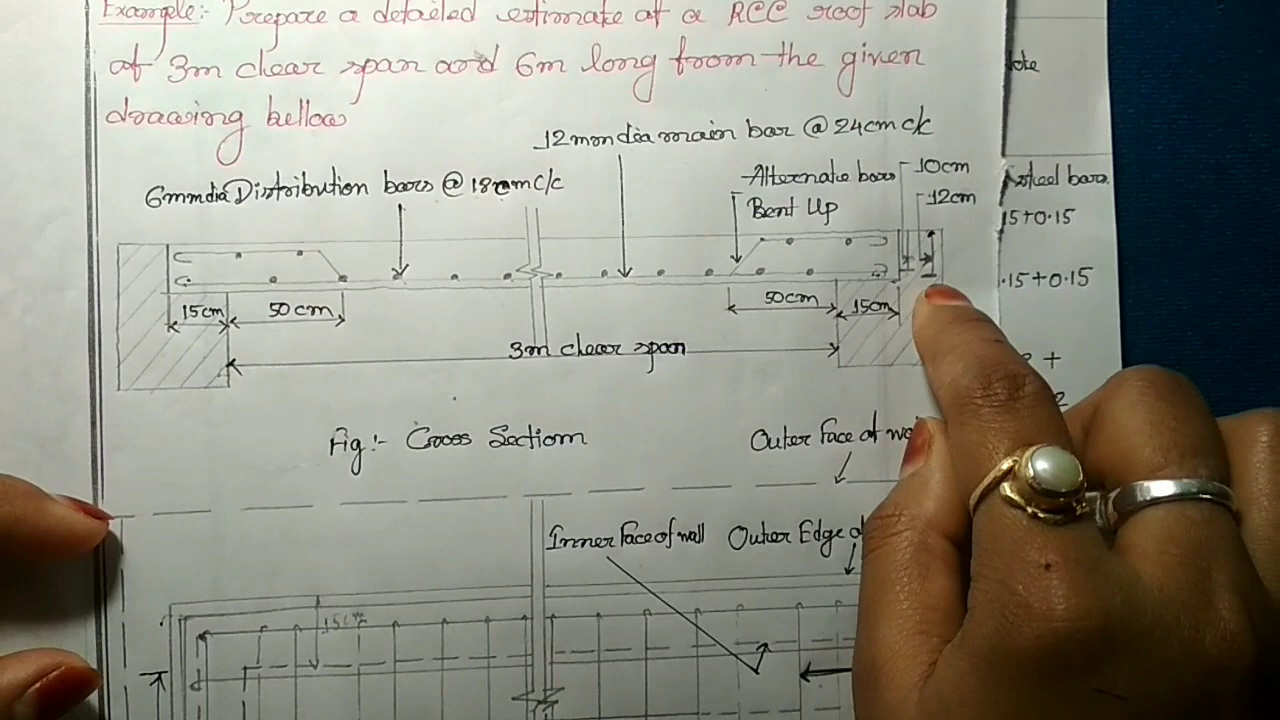 Example:- Prepare a detailed estimate of a RCC roof slab
of 3m clear span and 6m long from the given
drawing bellow
12mm dia main bar @ 24cm c/c
6mm dia Distribution bars @ 18cm c/c
Alternate bars
Bent Up
10cm
12cm
15cm
50cm
50cm
15cm
3m clear span
Fig:- Cross Section
Outer face of
Inner face of wall
Outer Edge
15cm
steel bars
15+0.15
.15+0.15
+